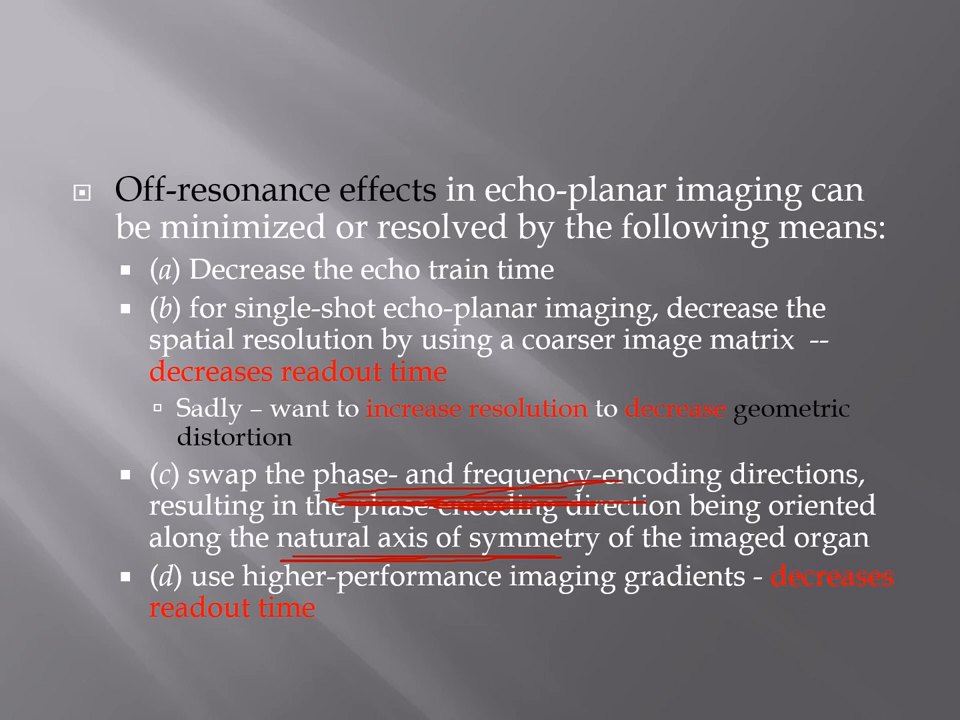 Off-resonance effects in echo-planar imaging can
be minimized or resolved by the following means:
(a) Decrease the echo train time
(b) for single-shot echo-planar imaging, decrease the
spatial resolution by using a coarser image matrix --
decreases readout time
Sadly – want to increase resolution to decrease geometric
distortion
(c) swap the phase- and frequency-encoding directions,
resulting in the phase-encoding direction being oriented
along the natural axis of symmetry of the imaged organ
(d) use higher-performance imaging gradients - decreases
readout time